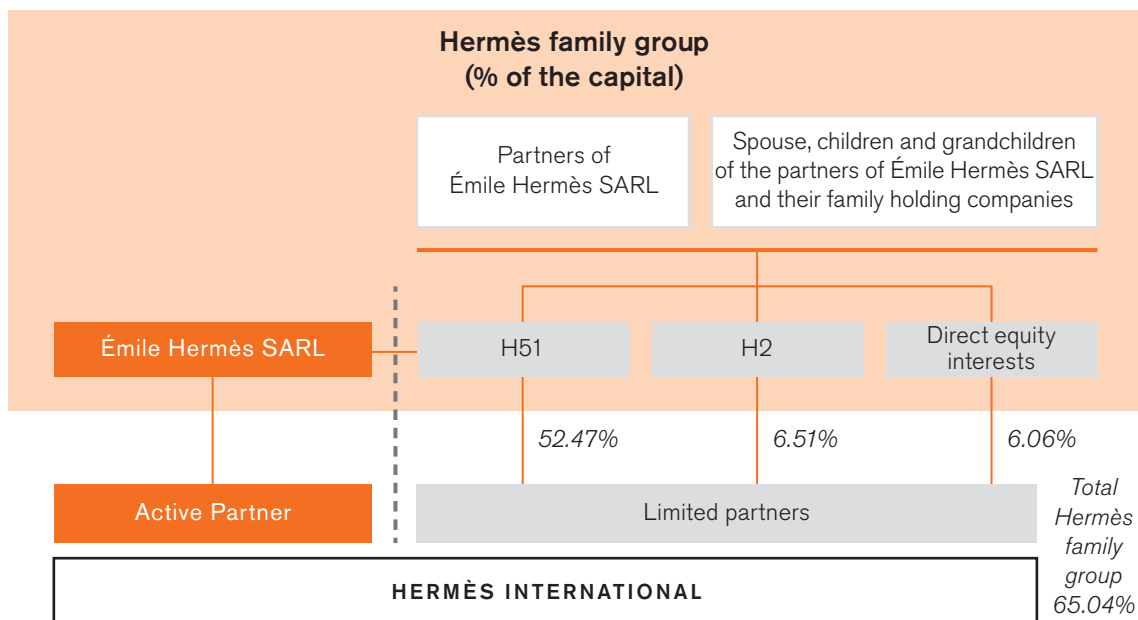 Hermès family group
(% of the capital)
Partners of
Émile Hermès SARL
Spouse, children and grandchildren
of the partners of Émile Hermès SARL
and their family holding companies
Émile Hermès SARL
H51
H2
Direct equity
interests
52.47%
6.51%
6.06%
Active Partner
Limited partners
Total
Hermès
family
group
65.04%
HERMÈS INTERNATIONAL